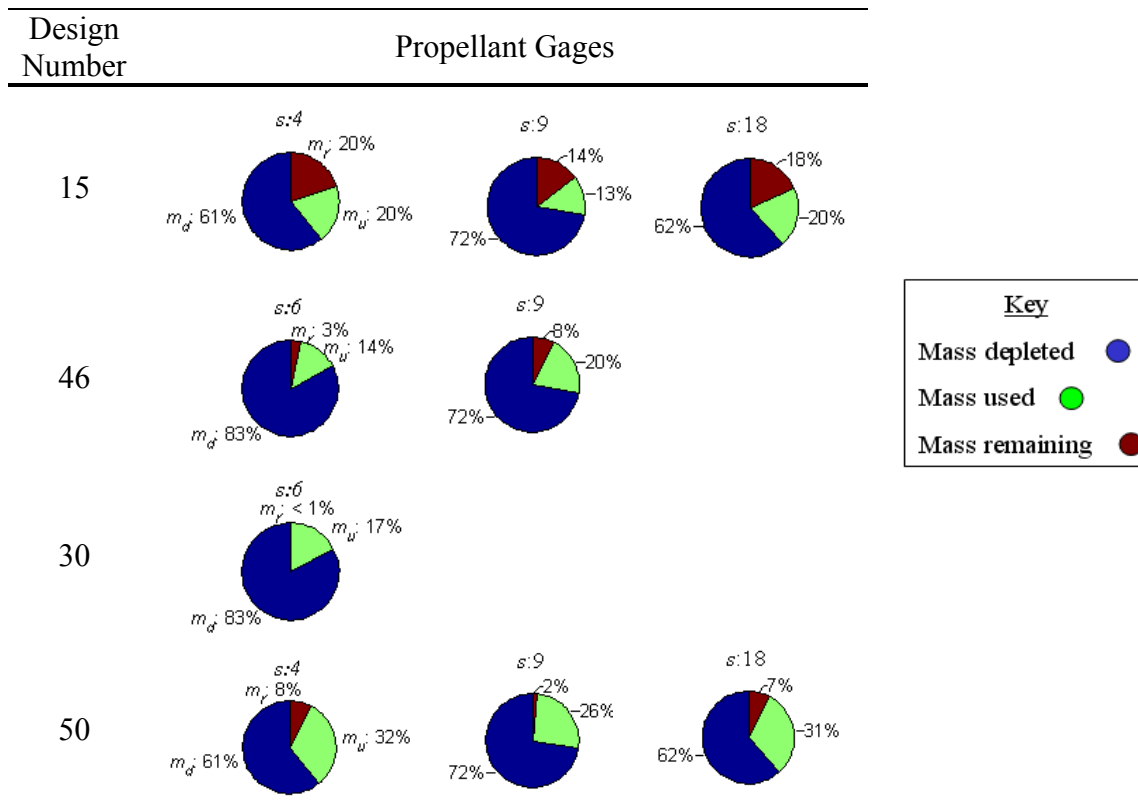 Design
Number
Propellant Gages
15
s:4
m_r: 20%
m_u: 20%
m_d: 61%
s:9
14%
13%
72%
s:18
18%
20%
62%
46
s:6
m_r: 3%
m_u: 14%
m_d: 83%
s:9
8%
20%
72%
30
s:6
m_r: < 1%
m_u: 17%
m_d: 83%
50
s:4
m_r: 8%
m_u: 32%
m_d: 61%
s:9
2%
26%
72%
s:18
7%
31%
62%
Key
Mass depleted
Mass used
Mass remaining